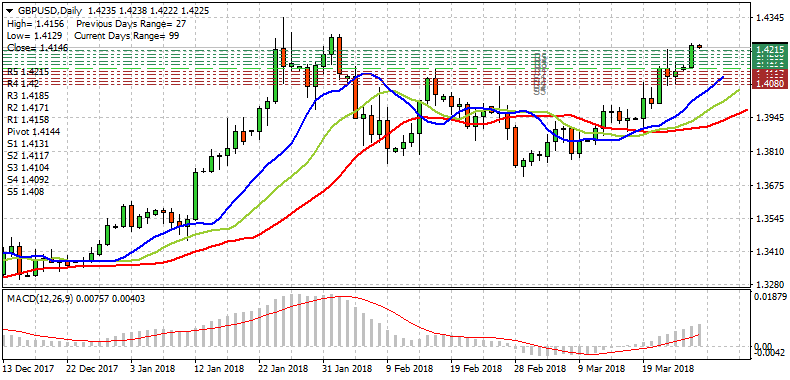 GBPUSD,Daily 1.4235 1.4238 1.4222 1.4225
High= 1.4156 Previous Days Range= 27
Low= 1.4129 Current Days Range= 99
Close= 1.4146
R5 1.4215
R4 1.42
R3 1.4185
R2 1.4171
R1 1.4158
Pivot 1.4144
S1 1.4131
S2 1.4117
S3 1.4104
S4 1.4092
S5 1.408
1.4345
1.4215
1.4080
1.3945
1.3810
1.3675
1.3545
1.3410
1.3280
MACD(12,26,9) 0.00757 0.00403
0.01879
0.00
-0.0042
13 Dec 2017 22 Dec 2017 3 Jan 2018 12 Jan 2018 22 Jan 2018 31 Jan 2018 9 Feb 2018 19 Feb 2018 28 Feb 2018 9 Mar 2018 19 Mar 2018